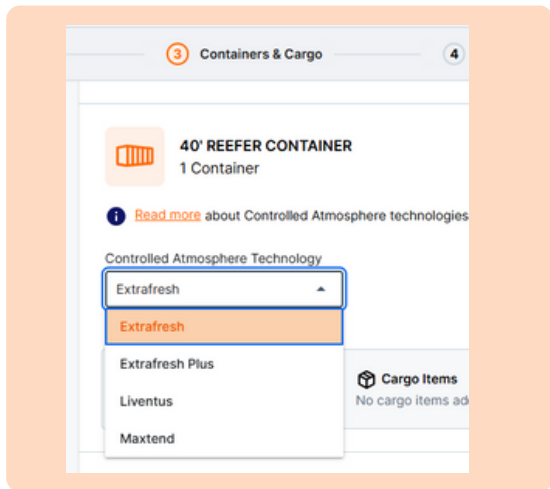 3 Containers & Cargo 4
40' REEFER CONTAINER
1 Container
Read more about Controlled Atmosphere technologies
Controlled Atmosphere Technology
Extrafresh
Extrafresh
Extrafresh Plus
Liventus
Maxtend
Cargo Items
No cargo items ad